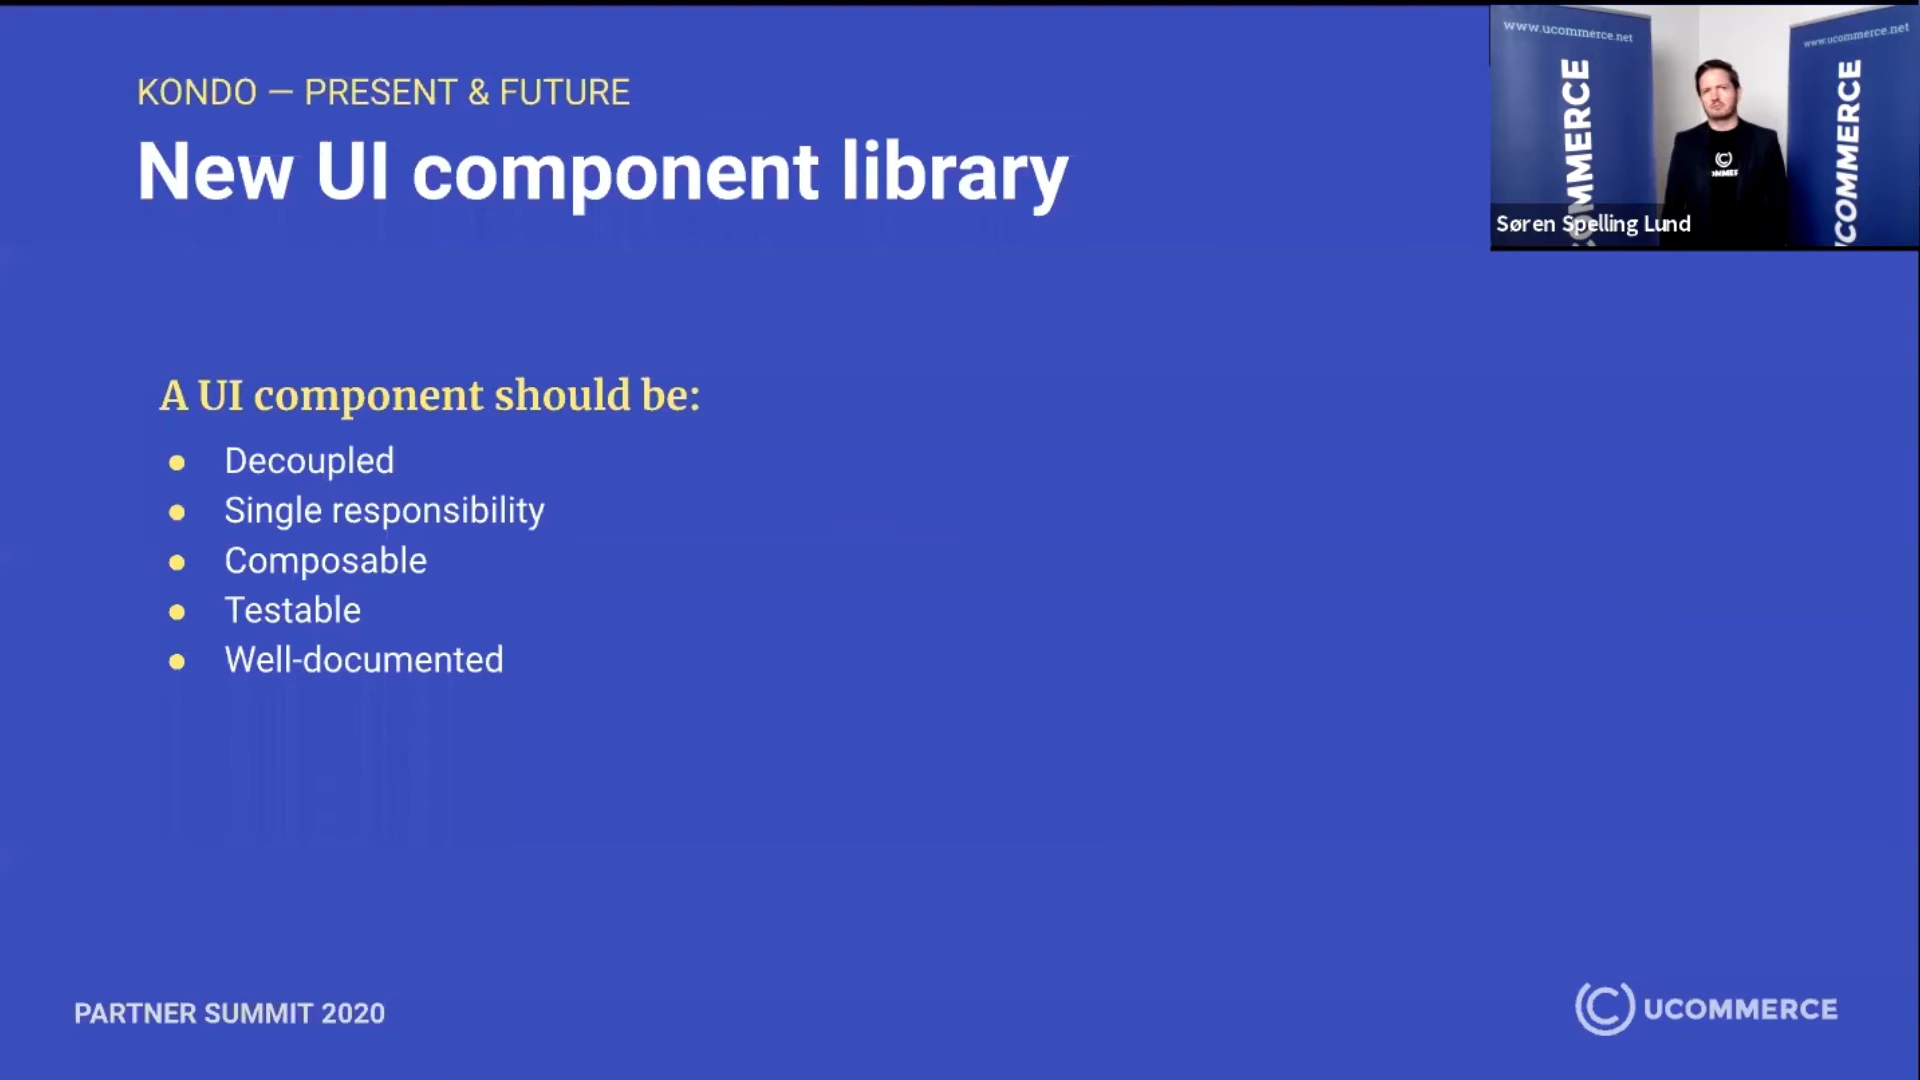 KONDO — PRESENT & FUTURE
New UI component library
www.ucommerce.net
COMMERCE
www.ucommerce.net
UCOMMERCE
Søren Spelling Lund
A UI component should be:
● Decoupled
● Single responsibility
● Composable
● Testable
● Well-documented
PARTNER SUMMIT 2020
UCOMMERCE